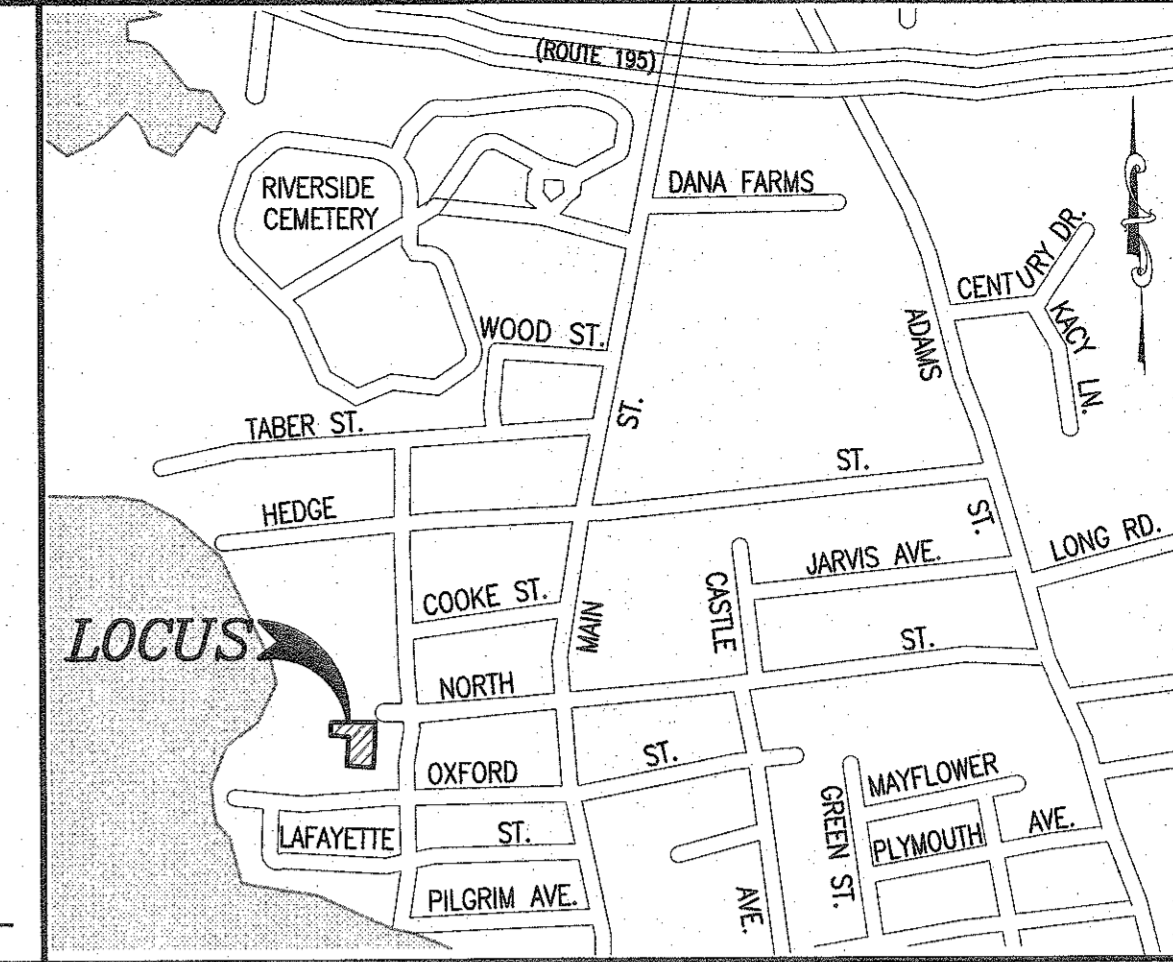 (ROUTE 195)
RIVERSIDE
CEMETERY
DANA FARMS
CENTURY DR.
KACY LN.
WOOD ST.
ADAMS
ST.
TABER ST.
ST.
HEDGE
ST.
LONG RD.
JARVIS AVE.
CASTLE
COOKE ST.
MAIN
LOCUS
ST.
NORTH
ST.
OXFORD
MAYFLOWER
GREEN ST.
LAFAYETTE
ST.
PLYMOUTH
AVE.
PILGRIM AVE.
AVE.